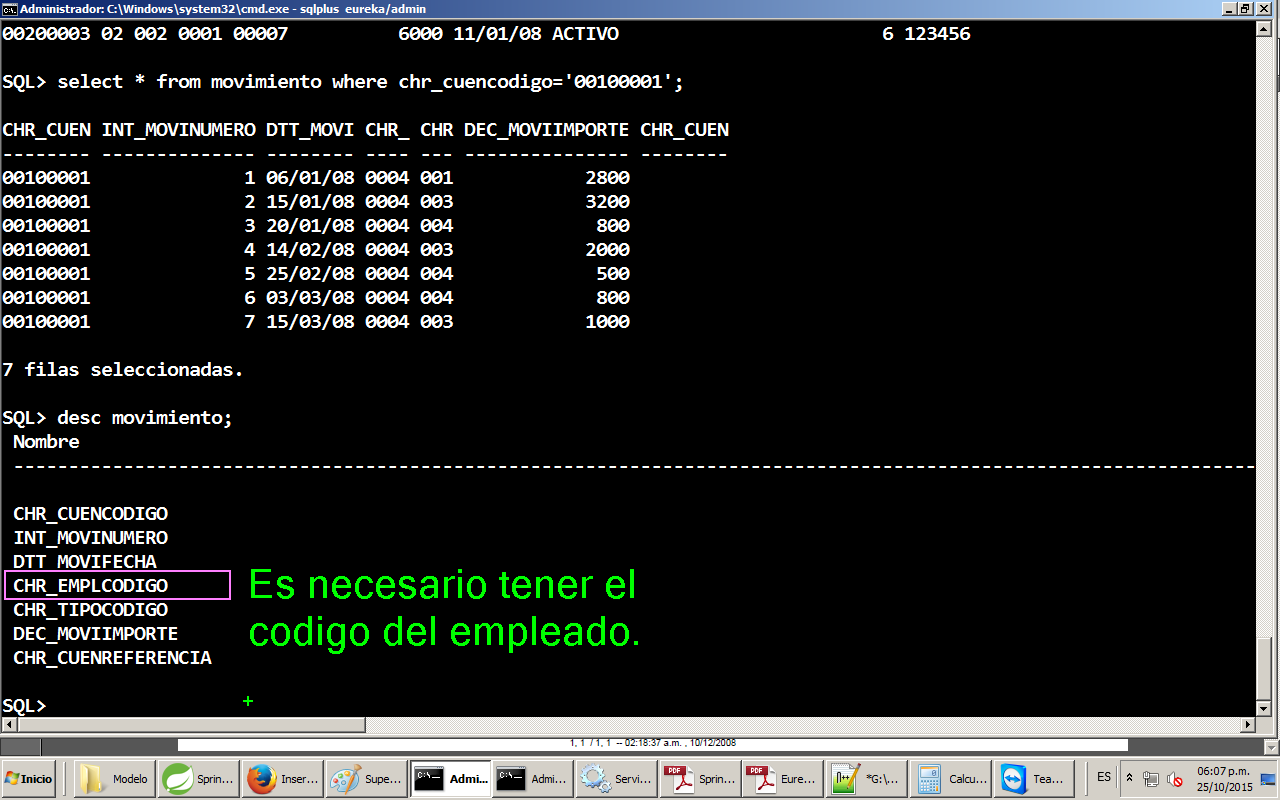 Administrador: C:\Windows\system32\cmd.exe - sqlplus  eureka/admin
00200003 02 002 0001 00007          6000 11/01/08 ACTIVO                        6 123456
SQL> select * from movimiento where chr_cuencodigo='00100001';
CHR_CUEN INT_MOVINUMERO DTT_MOVI CHR_ CHR DEC_MOVIIMPORTE CHR_CUEN
-------- -------------- -------- ---- --- --------------- --------
00100001              1 06/01/08 0004 001            2800
00100001              2 15/01/08 0004 003            3200
00100001              3 20/01/08 0004 004             800
00100001              4 14/02/08 0004 003            2000
00100001              5 25/02/08 0004 004             500
00100001              6 03/03/08 0004 004             800
00100001              7 15/03/08 0004 003            1000
7 filas seleccionadas.
SQL> desc movimiento;
Nombre
-----------------------------------------------------------------------------------------------------------------
CHR_CUENCODIGO
INT_MOVINUMERO
DTT_MOVIFECHA
CHR_EMPLCODIGO
CHR_TIPOCODIGO
DEC_MOVIIMPORTE
CHR_CUENREFERENCIA
Es necesario tener el
codigo del empleado.
SQL>
+
1, 1 / 1, 1 -- 02:18:37 a.m. , 10/12/2008
Inicio Modelo Sprin... Inser... Supe... Admi... Admi... Servi... Sprin... Eure... *G:\... Calcu... Tea... ES 06:07 p.m.
25/10/2015